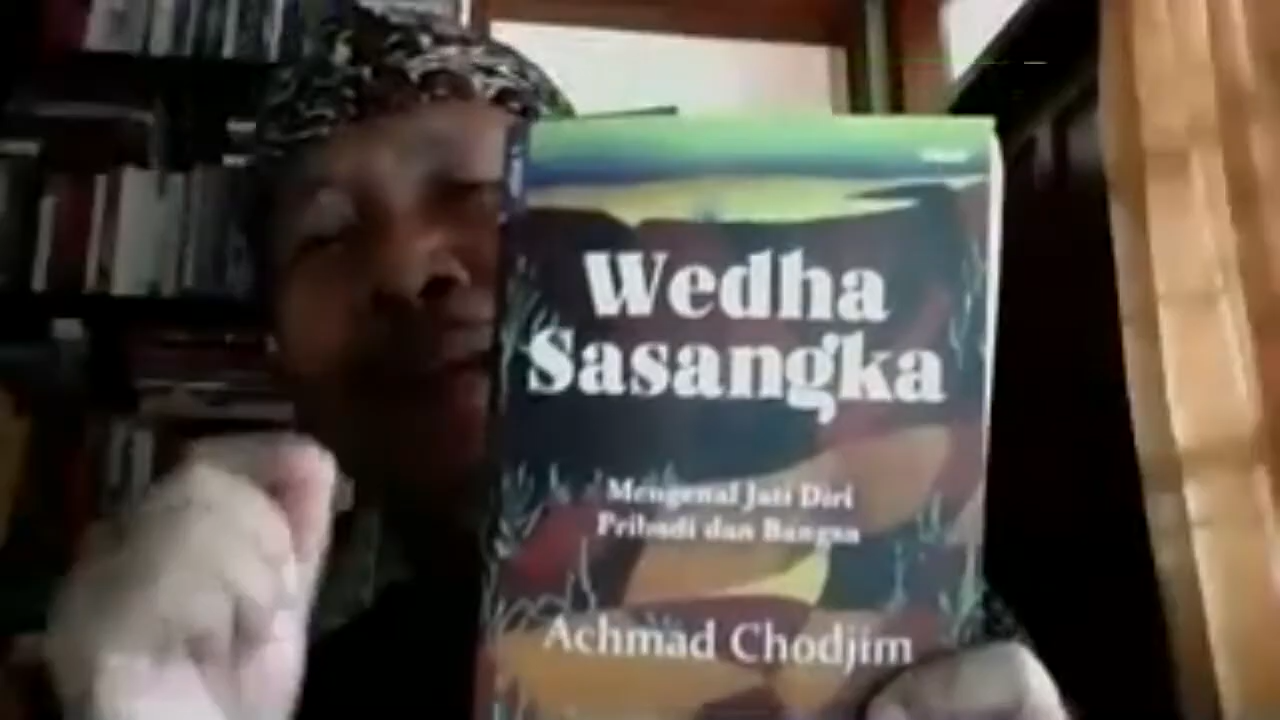 Wedha
Sasangka
Mengenal Jati Diri
Pribadi dan Bangsa
Achmad Chodjim